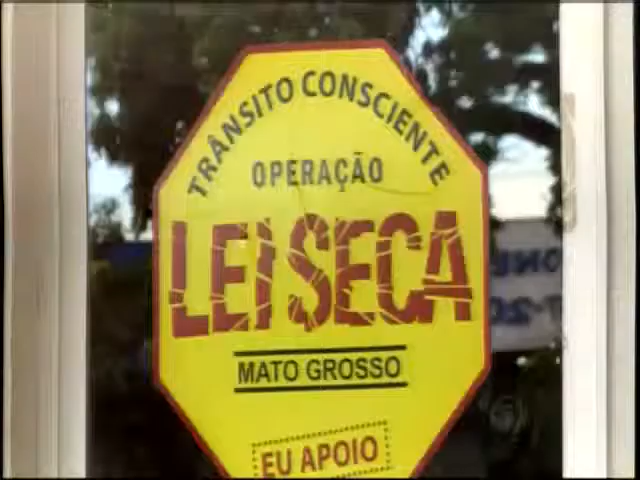 TRÂNSITO CONSCIENTE
OPERAÇÃO
LEI SECA
MATO GROSSO
EU APOIO